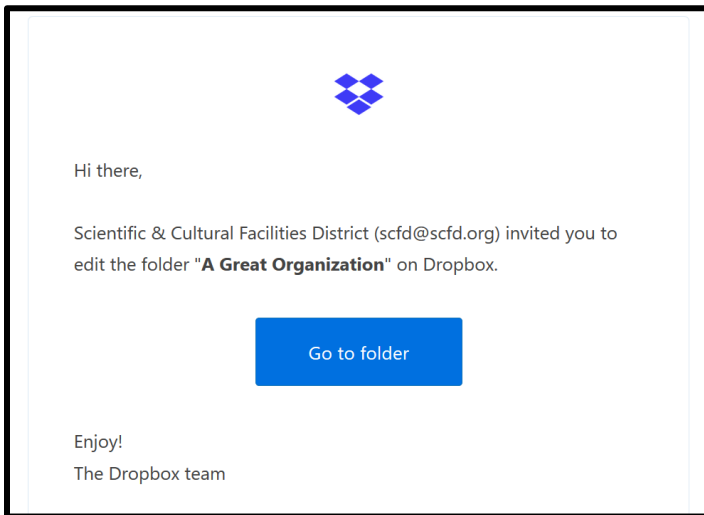 Hi there,
Scientific & Cultural Facilities District (scfd@scfd.org) invited you to
edit the folder "A Great Organization" on Dropbox.
Go to folder
Enjoy!
The Dropbox team